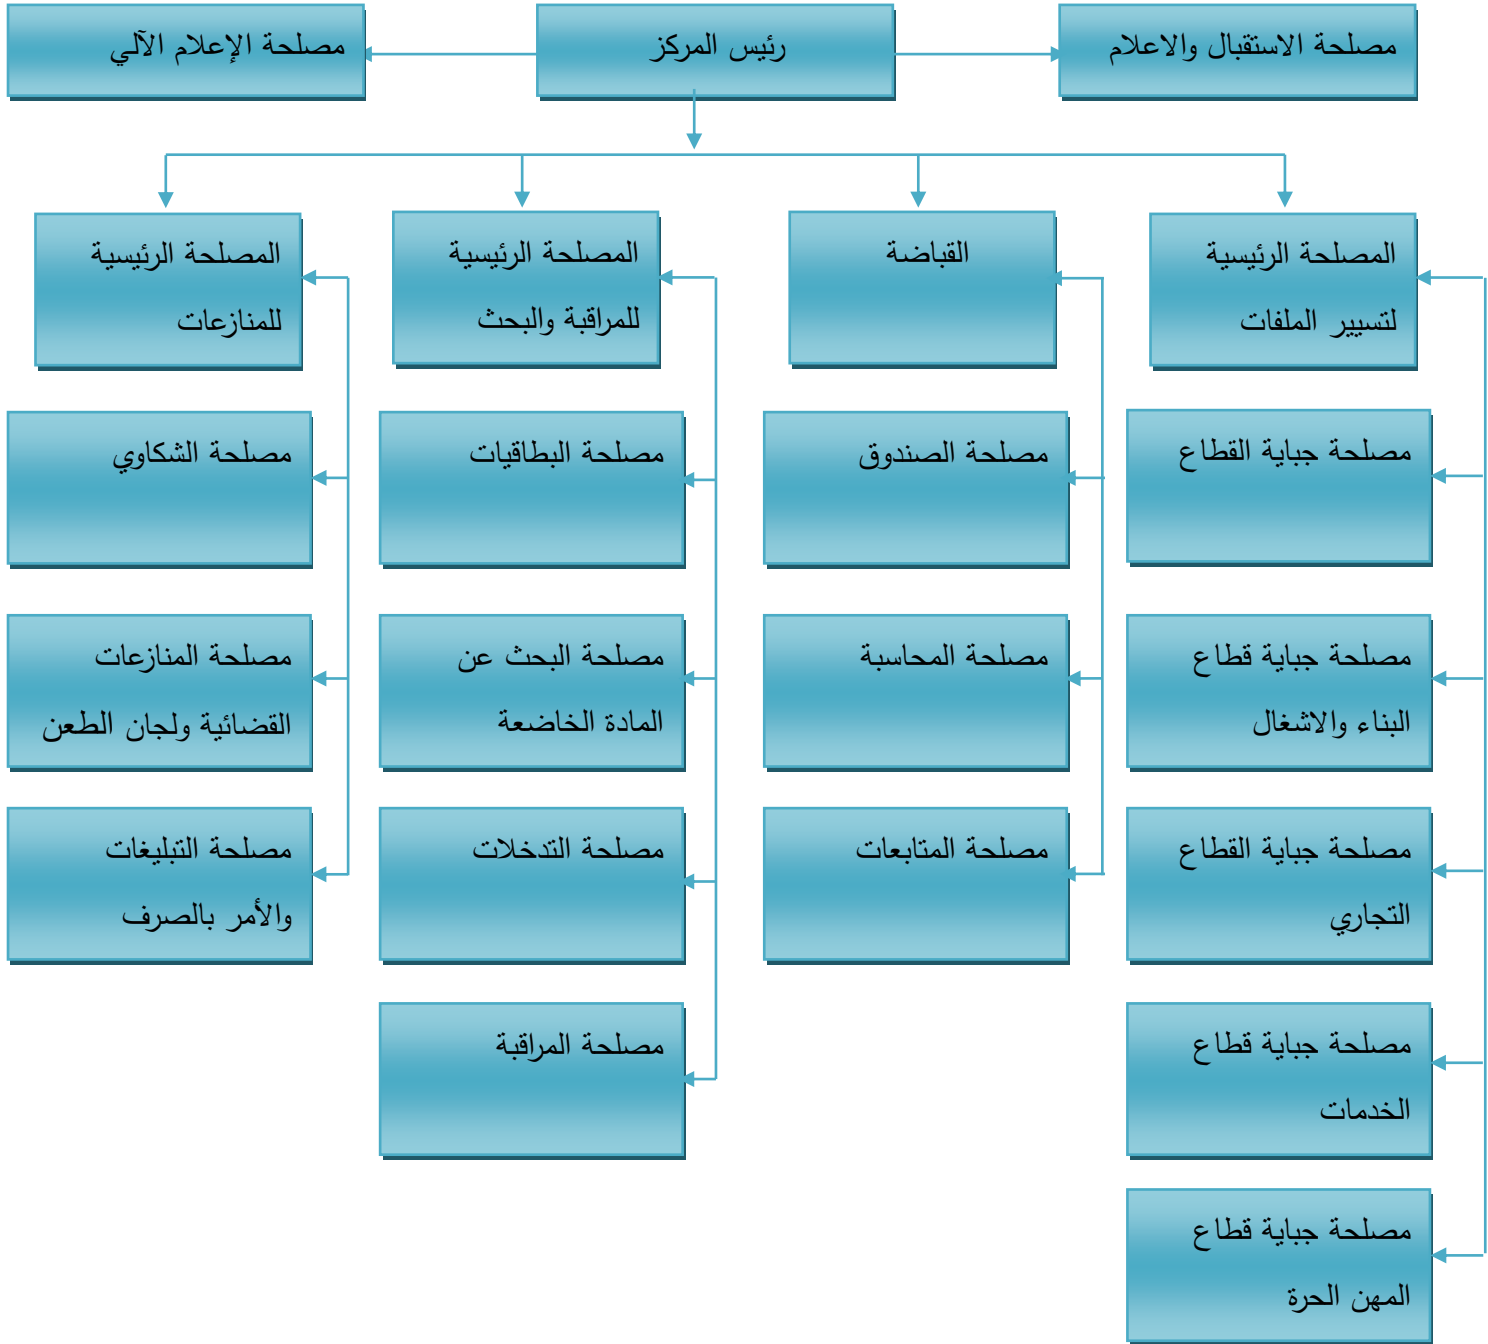 مصلحة الاستقبال والاعلام
رئيس المركز
مصلحة الإعلام الآلي
المصلحة الرئيسية
لتسيير الملفات
القباضة
المصلحة الرئيسية
للمراقبة والبحث
المصلحة الرئيسية
للمنازعات
مصلحة جباية القطاع
مصلحة الصندوق
مصلحة البطاقيات
مصلحة الشكاوي
مصلحة جباية قطاع
البناء والاشغال
مصلحة المحاسبة
مصلحة البحث عن
المادة الخاضعة
مصلحة المنازعات
القضائية ولجان الطعن
مصلحة جباية القطاع
التجاري
مصلحة المتابعات
مصلحة التدخلات
مصلحة التبليغات
والأمر بالصرف
مصلحة جباية قطاع
الخدمات
مصلحة المراقبة
مصلحة جباية قطاع
المهن الحرة